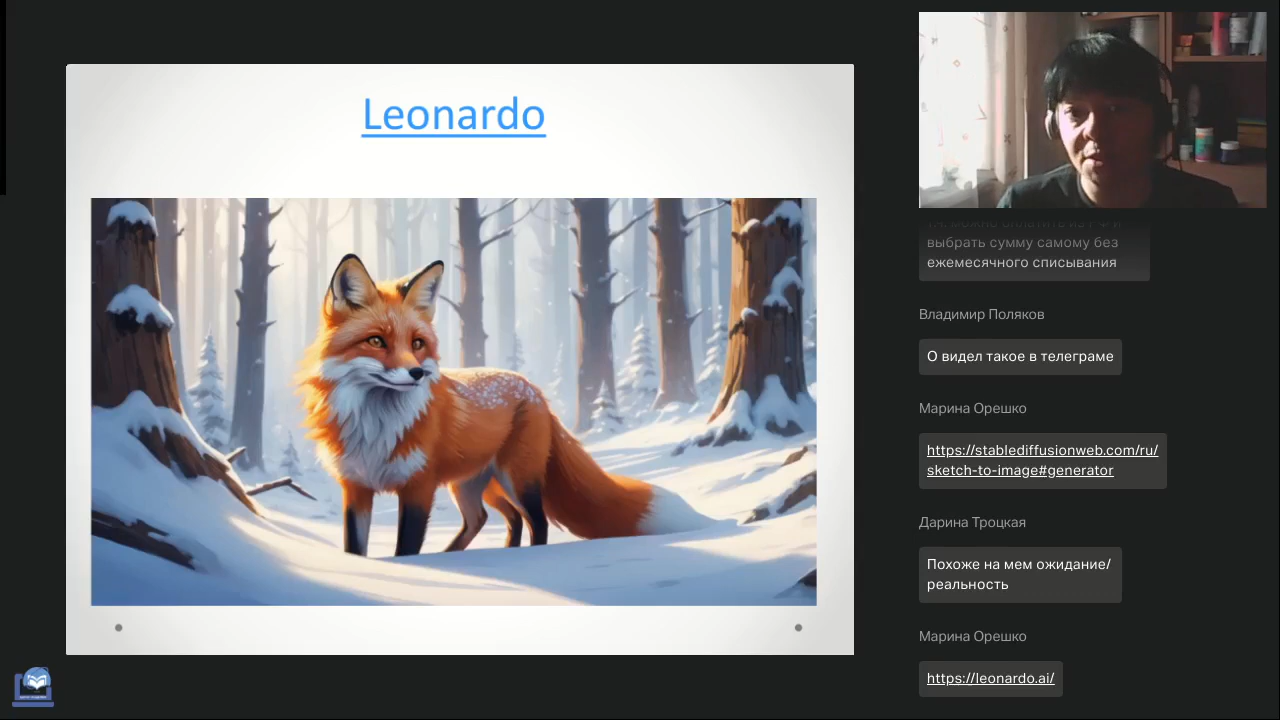 Leonardo
выбрать сумму самому без
ежемесячного списывания
Владимир Поляков
О видел такое в телеграме
Марина Орешко
https://stablediffusionweb.com/ru/
sketch-to-image#generator
Дарина Троцкая
Похоже на мем ожидание/
реальность
Марина Орешко
https://leonardo.ai/